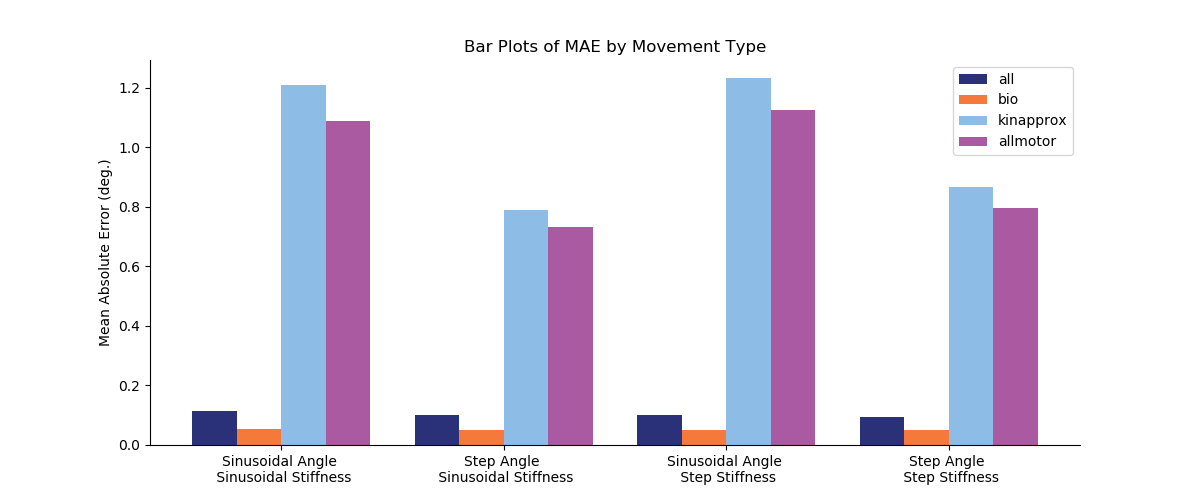 Bar Plots of MAE by Movement Type
all
bio
kinapprox
allmotor
Mean Absolute Error (deg.)
1.2
1.0
0.8
0.6
0.4
0.2
0.0
Sinusoidal Angle
Sinusoidal Stiffness
Step Angle
Sinusoidal Stiffness
Sinusoidal Angle
Step Stiffness
Step Angle
Step Stiffness